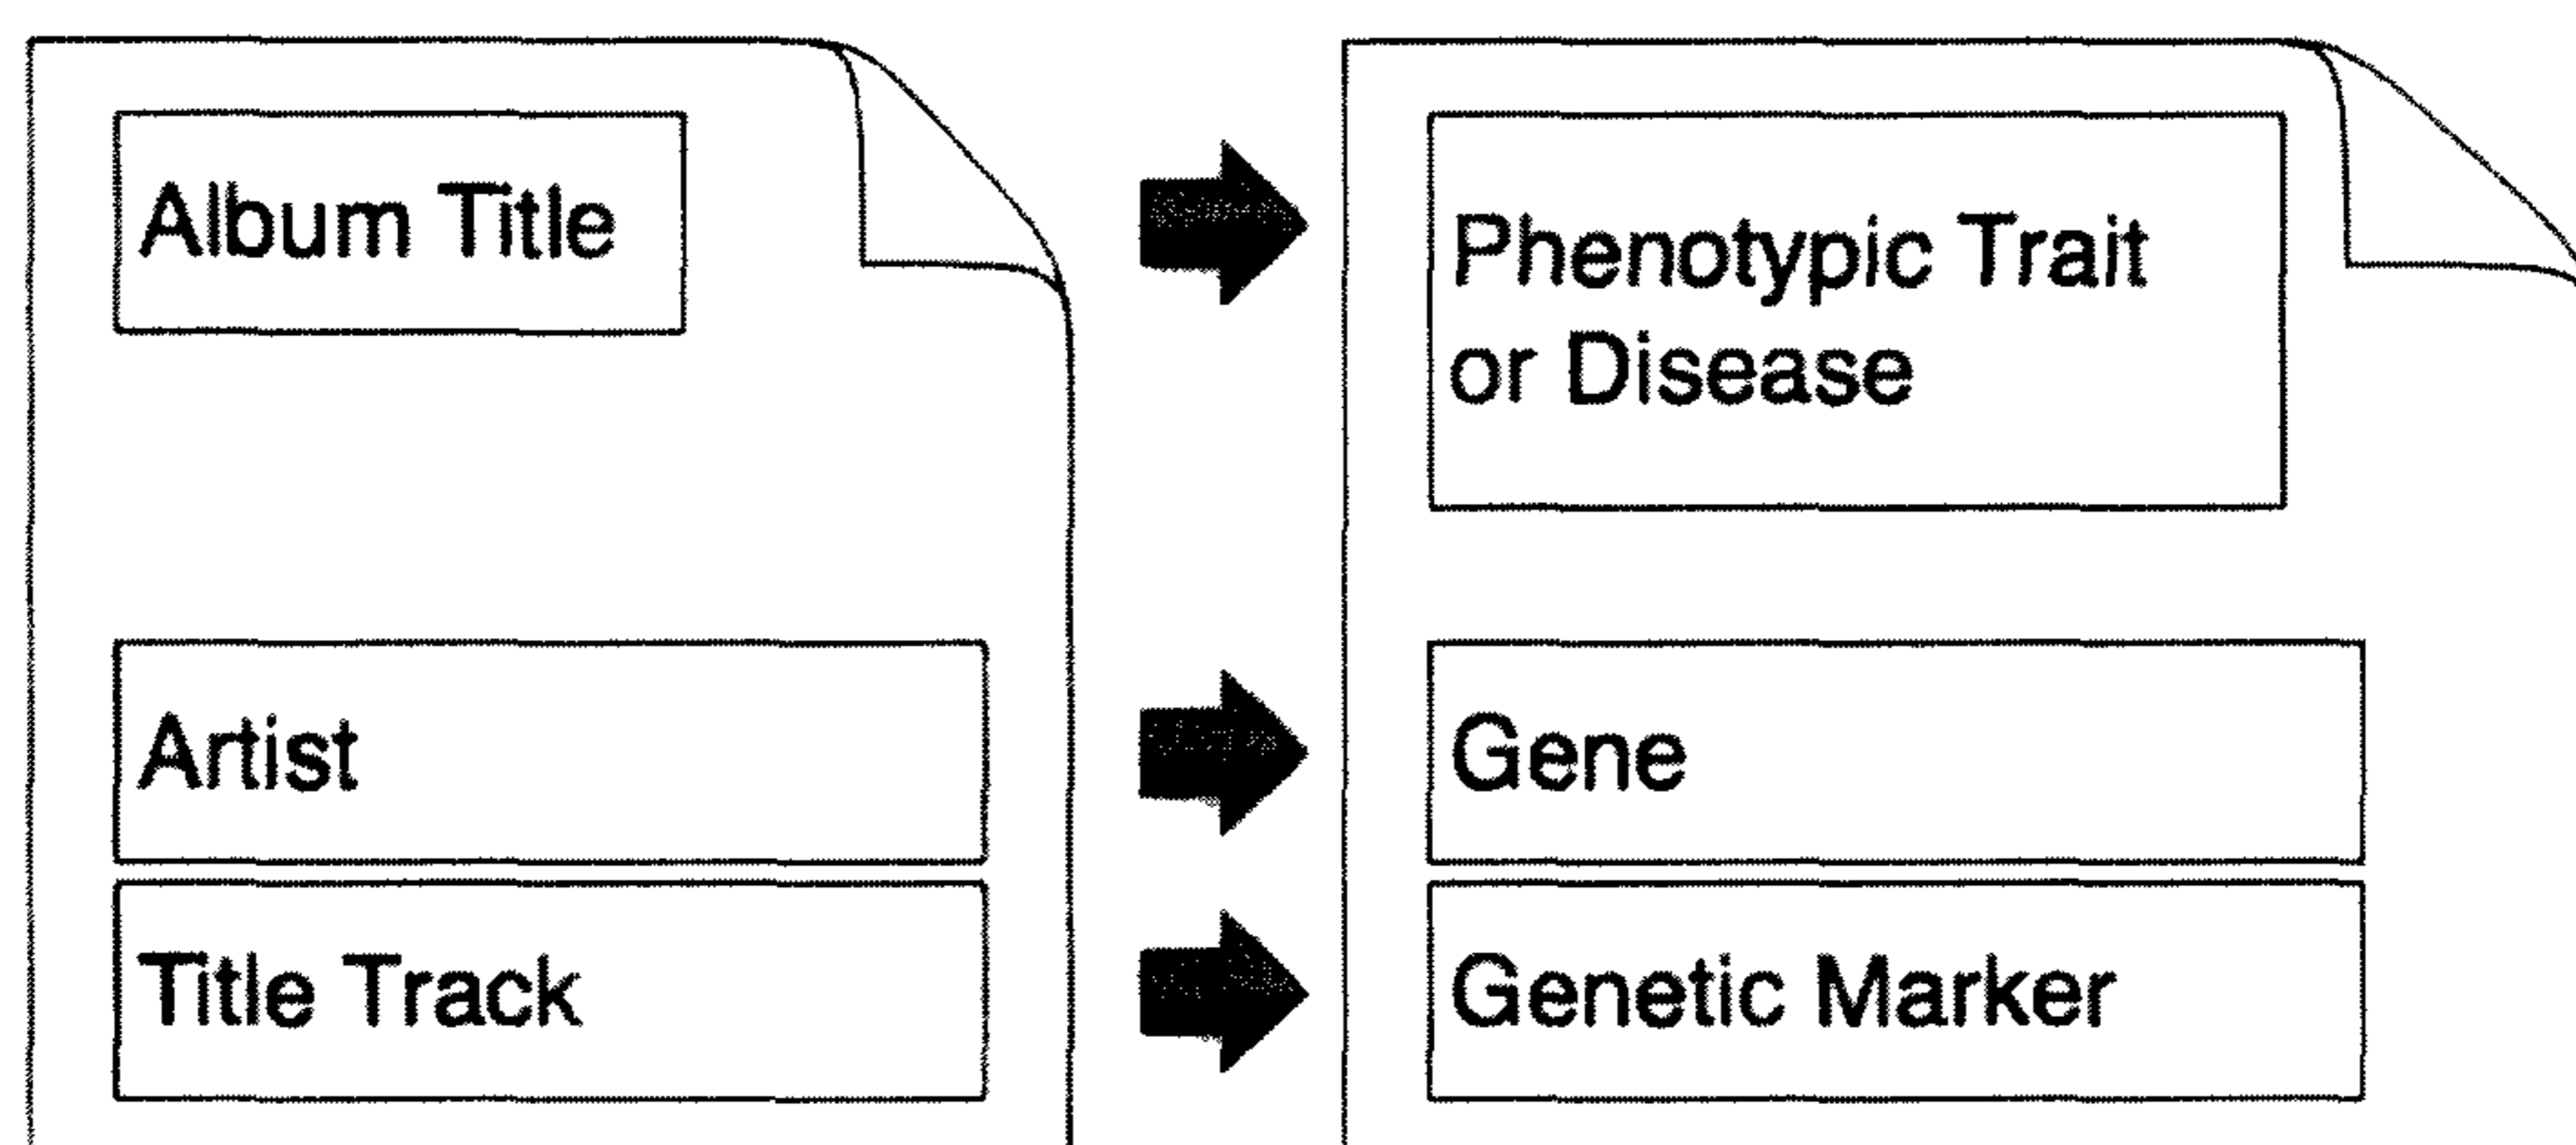 Album Title
Phenotypic Trait
or Disease
Artist
Gene
Title Track
Genetic Marker